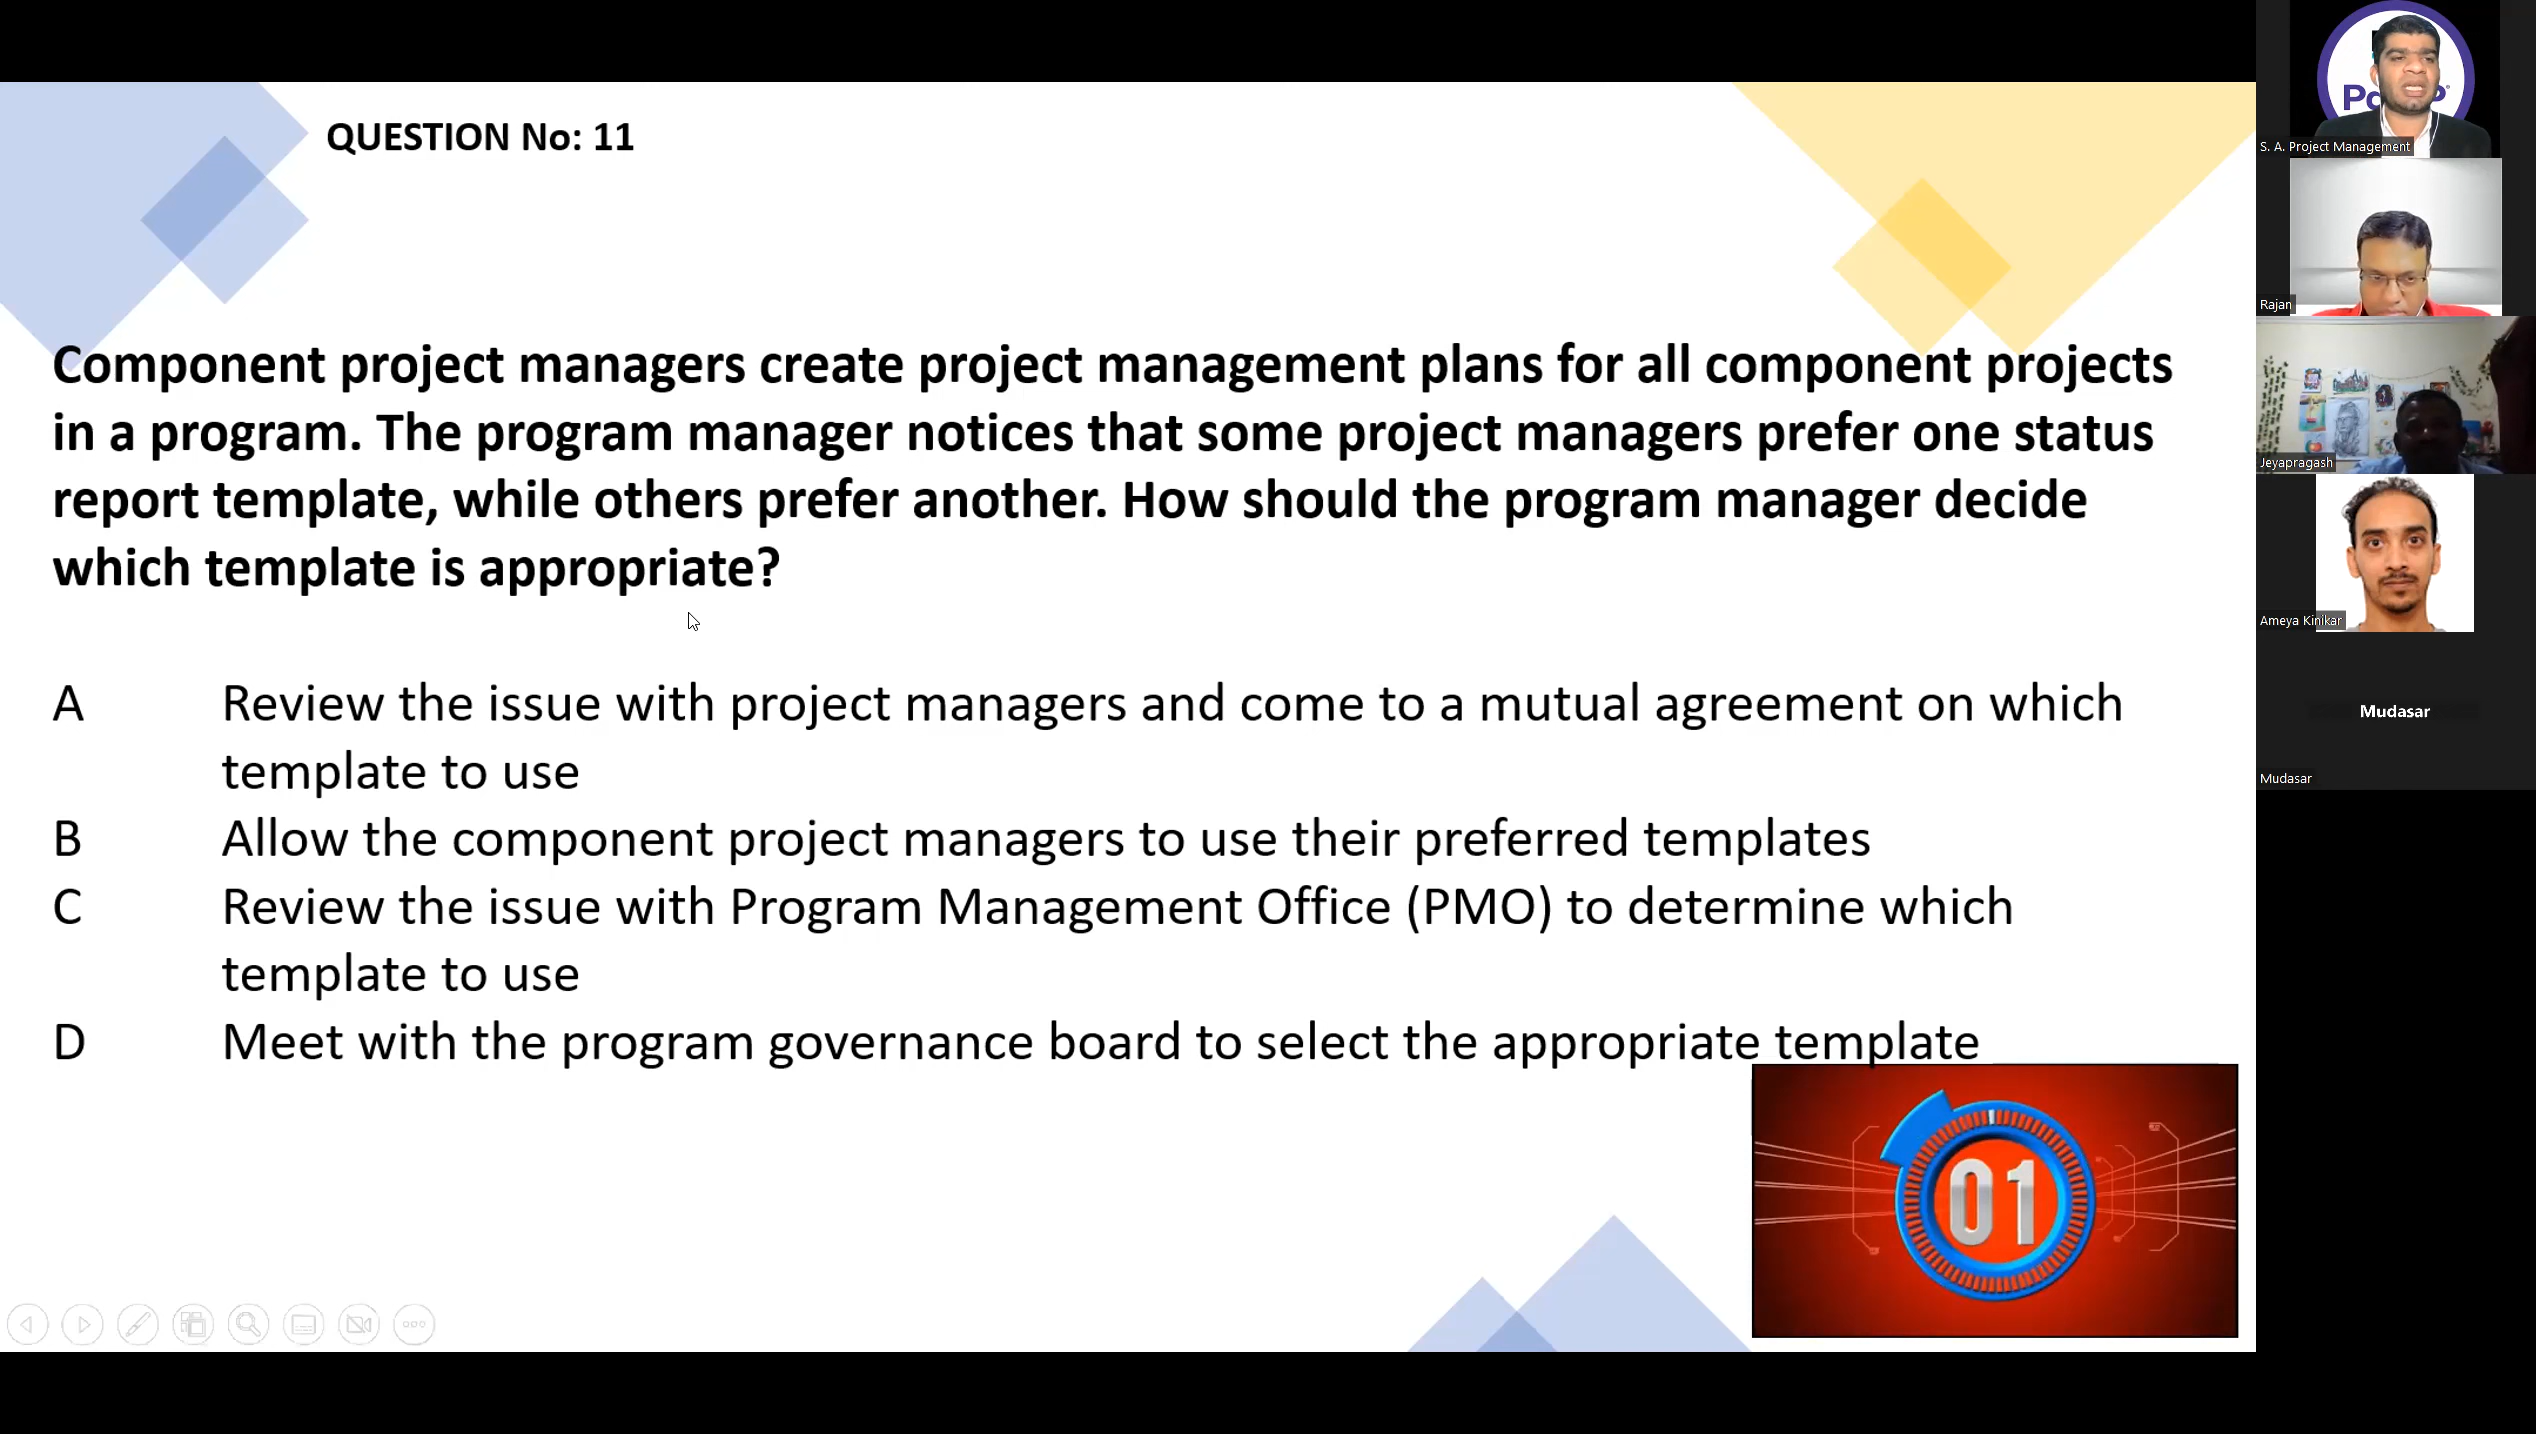 QUESTION No: 11
Component project managers create project management plans for all component projects
in a program. The program manager notices that some project managers prefer one status
report template, while others prefer another. How should the program manager decide
which template is appropriate?
A Review the issue with project managers and come to a mutual agreement on which
template to use
B Allow the component project managers to use their preferred templates
C Review the issue with Program Management Office (PMO) to determine which
template to use
D Meet with the program governance board to select the appropriate template
01
S. A. Project Management
Rajan
Jeyapragash
Ameya Kinikar
Mudasar
Mudasar